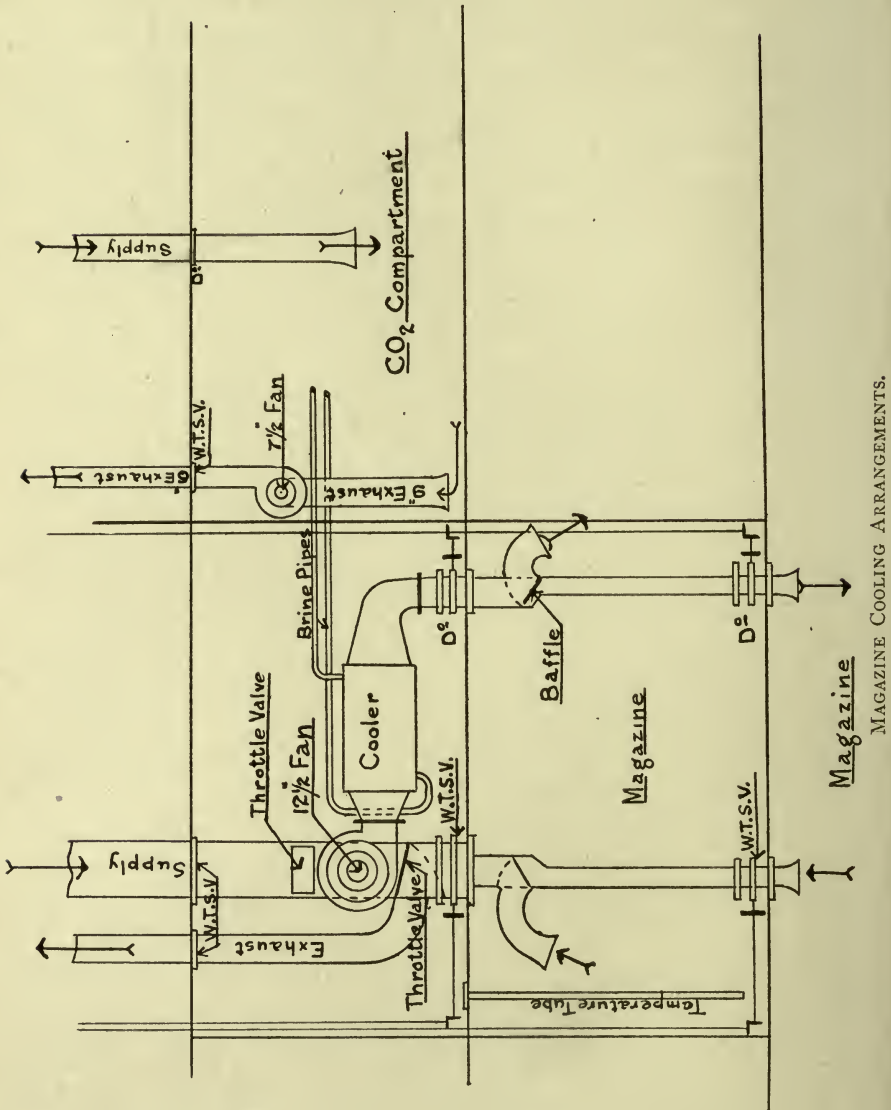 Supply
Dº
CO₂ Compartment
6" Exhaust
W.T.S.V.
7½" Fan
9" Exhaust
Brine Pipes
Throttle Valve
12½" Fan
Cooler
Supply
W.T.S.V.
Exhaust
Throttle Valve
W.T.S.V.
Dº
Baffle
Magazine
Temperature Tube
W.T.S.V.
Dº
Magazine
MAGAZINE COOLING ARRANGEMENTS.